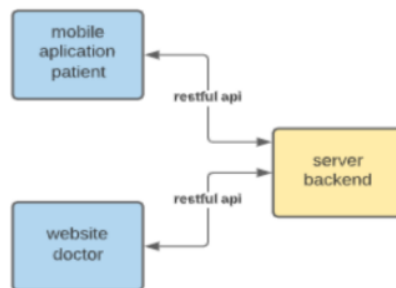 mobile
aplication
patient
restful api
server
backend
restful api
website
doctor